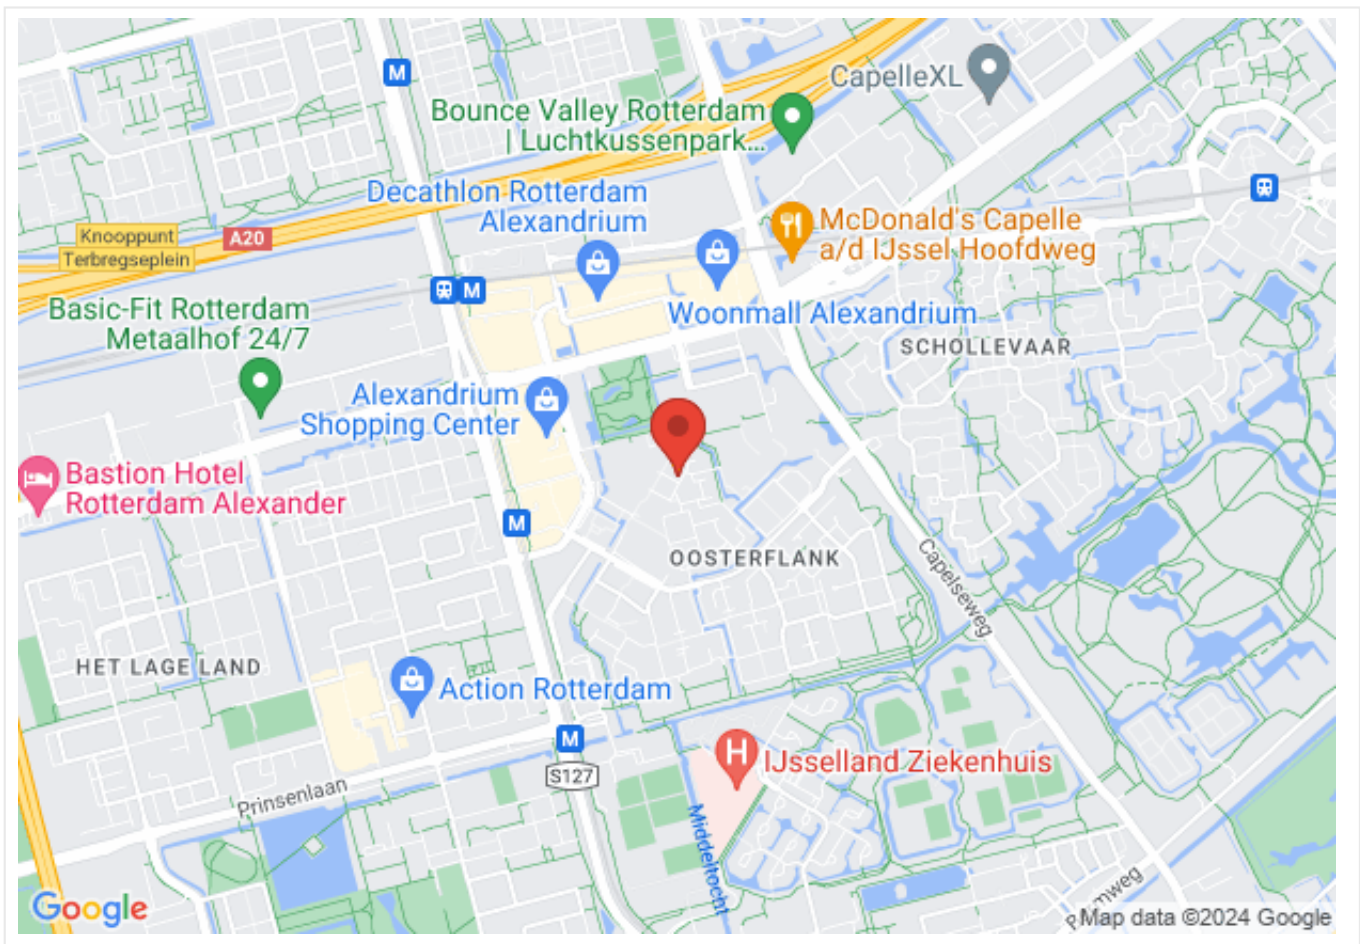 M
CapelleXL
Bounce Valley Rotterdam
| Luchtkussenpark...
Decathlon Rotterdam
Alexandrium
McDonald's Capelle
a/d IJssel Hoofdweg
Knooppunt
Terbregseplein
A20
M
Basic-Fit Rotterdam
Metaalhof 24/7
Woonmall Alexandrium
SCHOLLEVAAR
Alexandrium
Shopping Center
Bastion Hotel
Rotterdam Alexander
M
OOSTERFLANK
Capelseweg
HET LAGE LAND
Action Rotterdam
M
H
IJsselland Ziekenhuis
S127
Prinsenlaan
Middeltocht
Google
Map data ©2024 Google